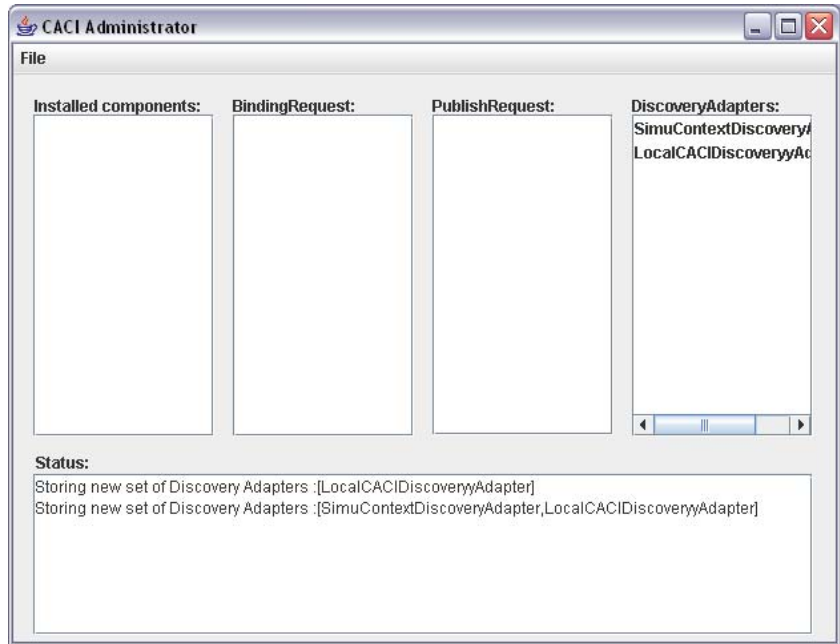 CACI Administrator
File
Installed components:
BindingRequest:
PublishRequest:
DiscoveryAdapters:
SimuContextDiscoveryA
LocalCACIDiscoveryyAd
Status:
Storing new set of Discovery Adapters :[LocalCACIDiscoveryyAdapter]
Storing new set of Discovery Adapters :[SimuContextDiscoveryAdapter,LocalCACIDiscoveryyAdapter]